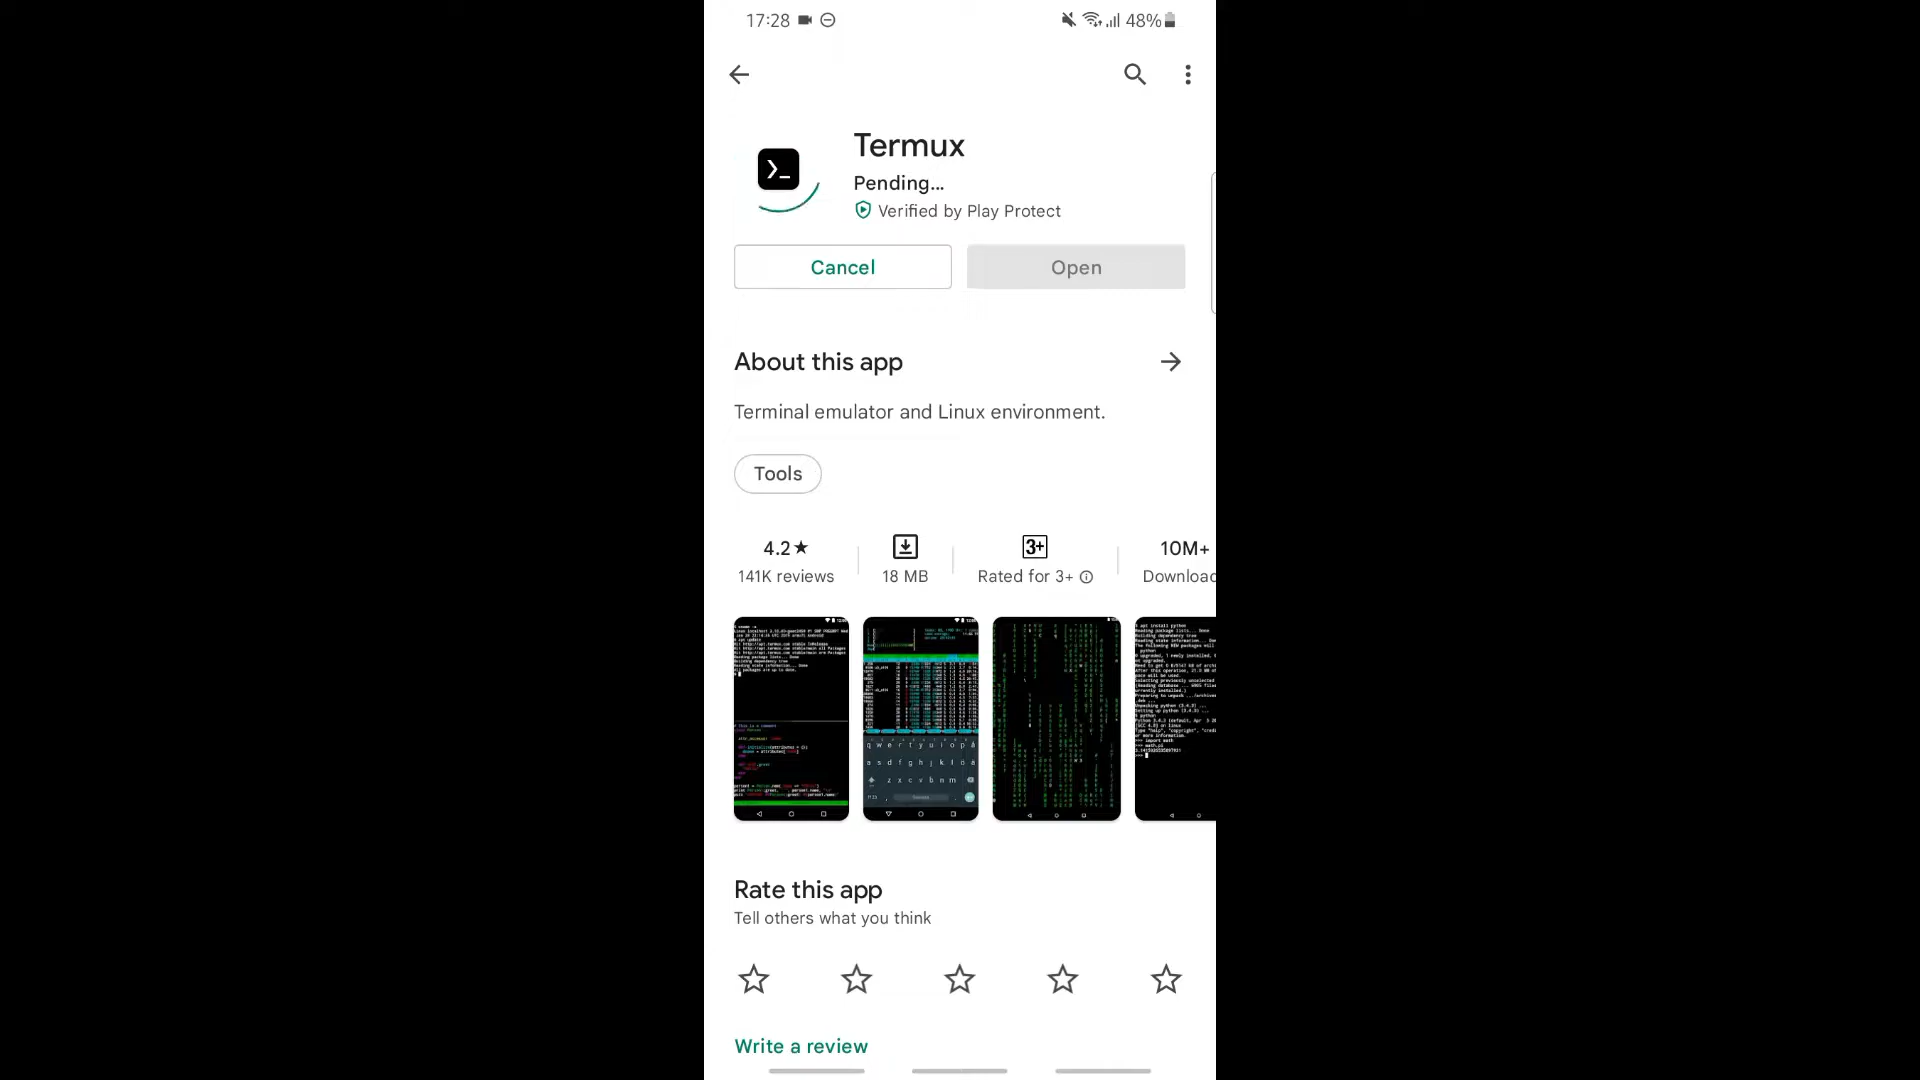 17:28 48%
Termux
Pending...
Verified by Play Protect
Cancel Open
About this app
Terminal emulator and Linux environment.
Tools
4.2★ 3+ 10M+
141K reviews 18 MB Rated for 3+ Download
Rate this app
Tell others what you think
Write a review